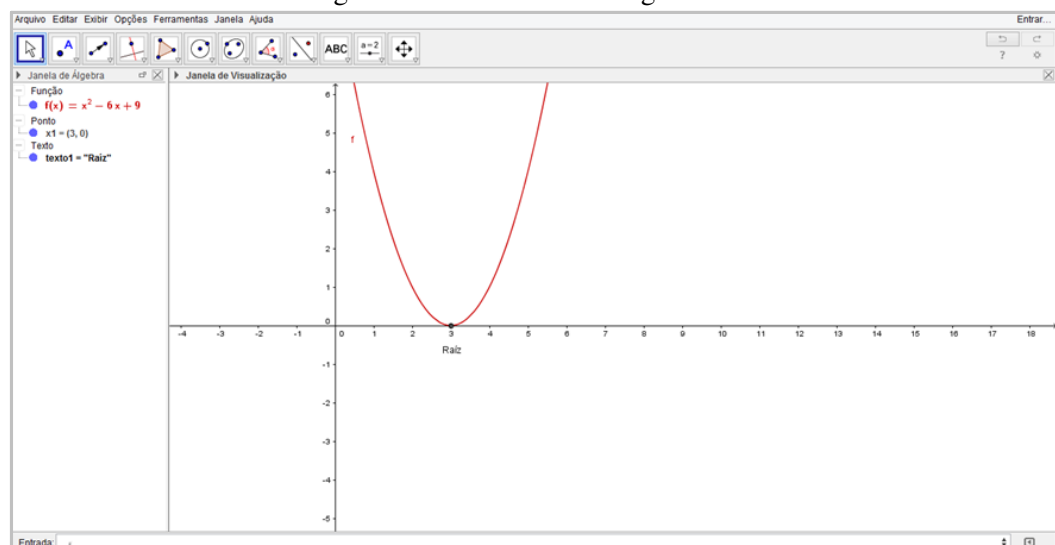 Arquivo Editar Exibir Opções Ferramentas Janela Ajuda Entrar...
ABC a=2 ?
Janela de Álgebra
Janela de Visualização
Função
f(x) = x² – 6 x + 9
Ponto
x1 = (3, 0)
Texto
texto1 = "Raíz"
f
6
5
4
3
2
1
0
-4 -3 -2 -1 0 1 2 3 4 5 6 7 8 9 10 11 12 13 14 15 16 17 18
Raíz
-1
-2
-3
-4
-5
Entrada: